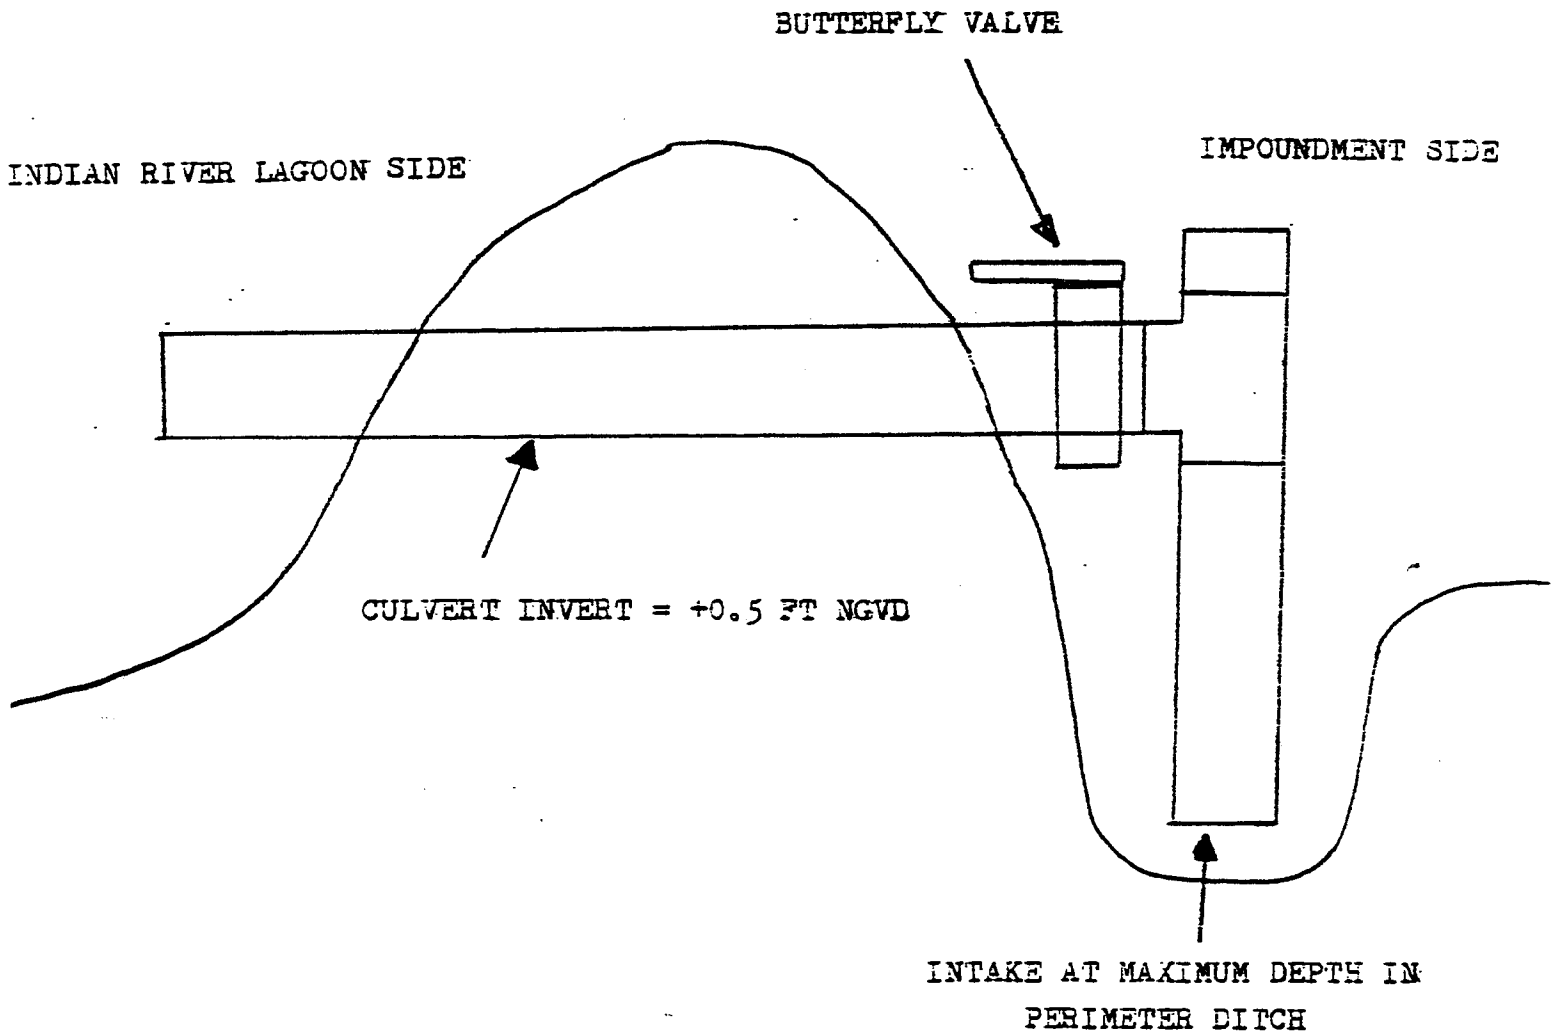 BUTTERFLY VALVE
INDIAN RIVER LAGOON SIDE
IMPOUNDMENT SIDE
CULVERT INVERT = +0.5 FT NGVD
INTAKE AT MAXIMUM DEPTH IN
PERIMETER DITCH